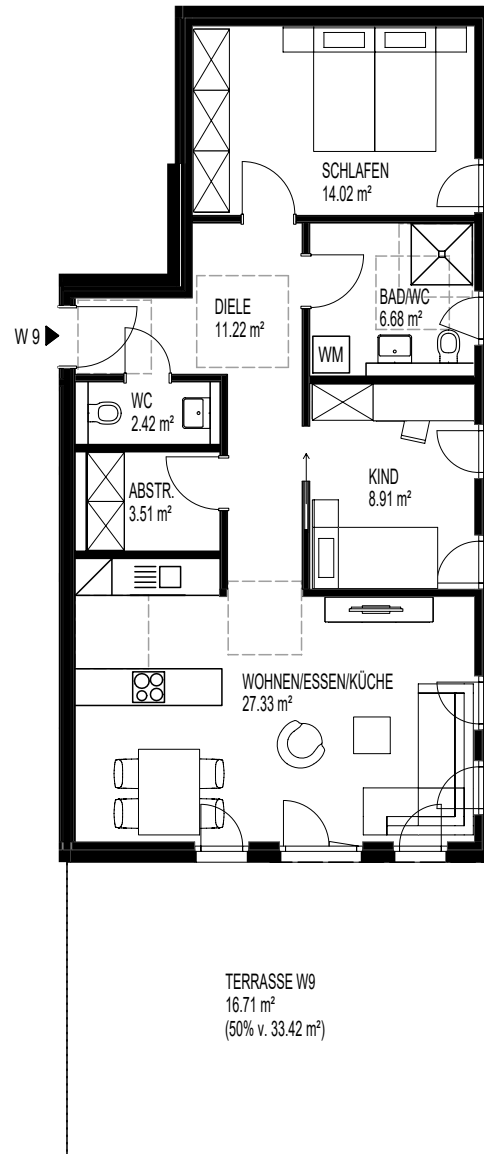 SCHLAFEN
14.02 m²
DIELE
11.22 m²
BAD/WC
6.68 m²
W 9
WM
WC
2.42 m²
KIND
8.91 m²
ABSTR.
3.51 m²
WOHNEN/ESSEN/KÜCHE
27.33 m²
TERRASSE W9
16.71 m²
(50% v. 33.42 m²)